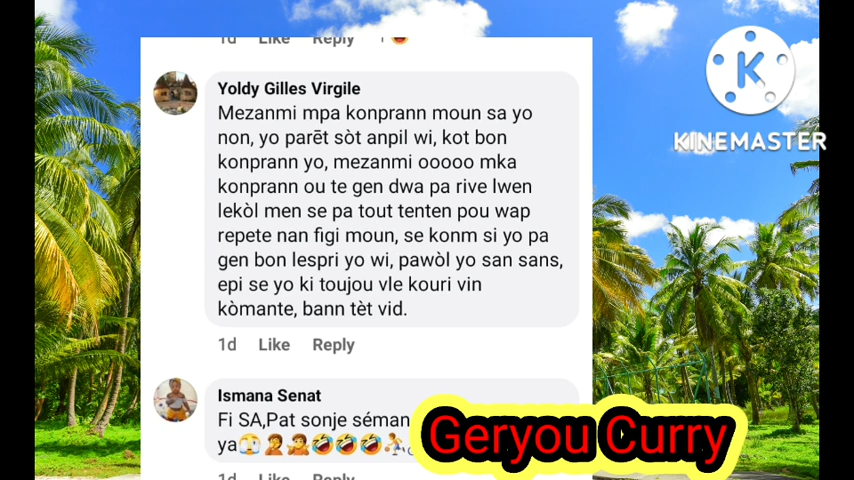 1d Like Reply 1
Yoldy Gilles Virgile
Mezanmi mpa konprann moun sa yo
non, yo parēt sòt anpil wi, kot bon
konprann yo, mezanmi ooooo mka
konprann ou te gen dwa pa rive lwen
lekòl men se pa tout tenten pou wap
repete nan figi moun, se konm si yo pa
gen bon lespri yo wi, pawòl yo san sans,
epi se yo ki toujou vle kouri vin
kòmante, bann tèt vid.
1d Like Reply
Ismana Senat
Fi SA,Pat sonje séman
ya🫣🤦🙅🤣🤣🤣⛹
1d Like Reply
Geryou Curry
K
KINEMASTER